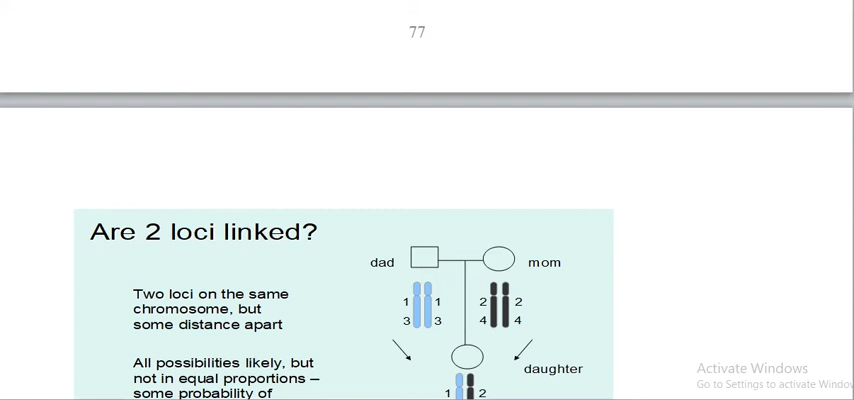 77
Are 2 loci linked?
dad
mom
Two loci on the same
chromosome, but
some distance apart
1 1 2 2
3 3 4 4
All possibilities likely, but
not in equal proportions –
some probability of
daughter
1 2
Activate Windows
Go to Settings to activate Windov